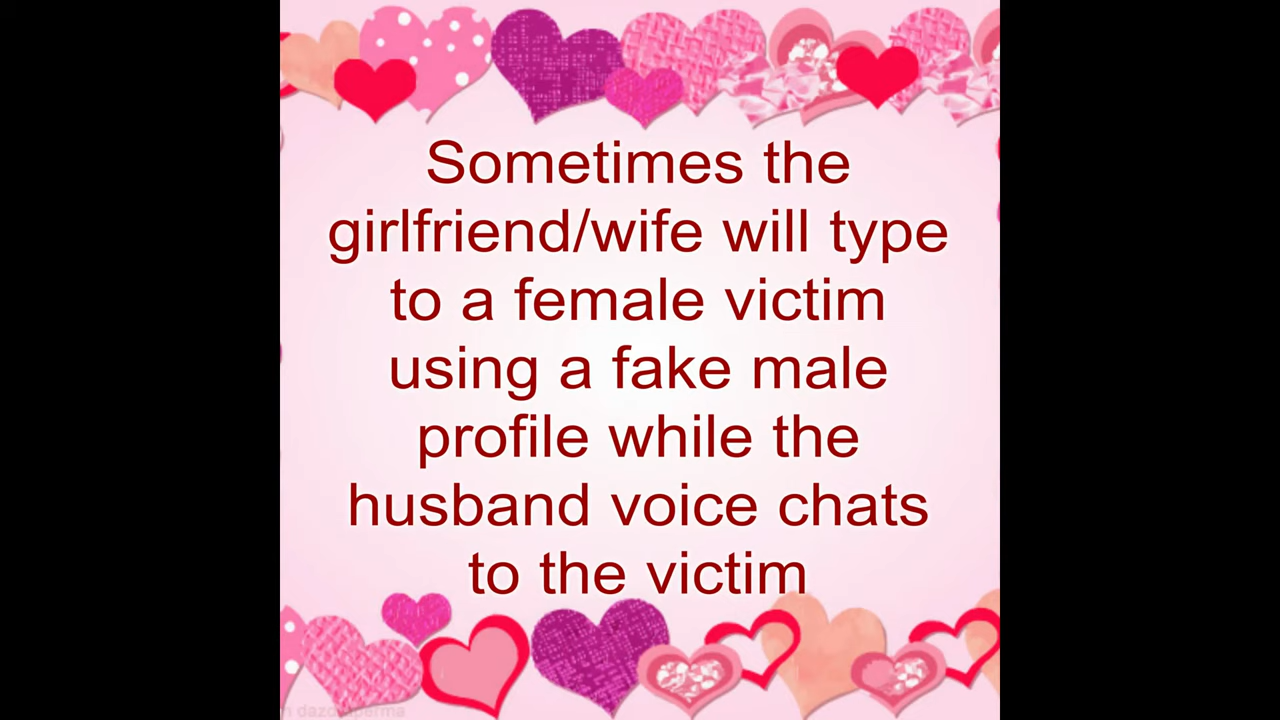 Sometimes the
girlfriend/wife will type
to a female victim
using a fake male
profile while the
husband voice chats
to the victim